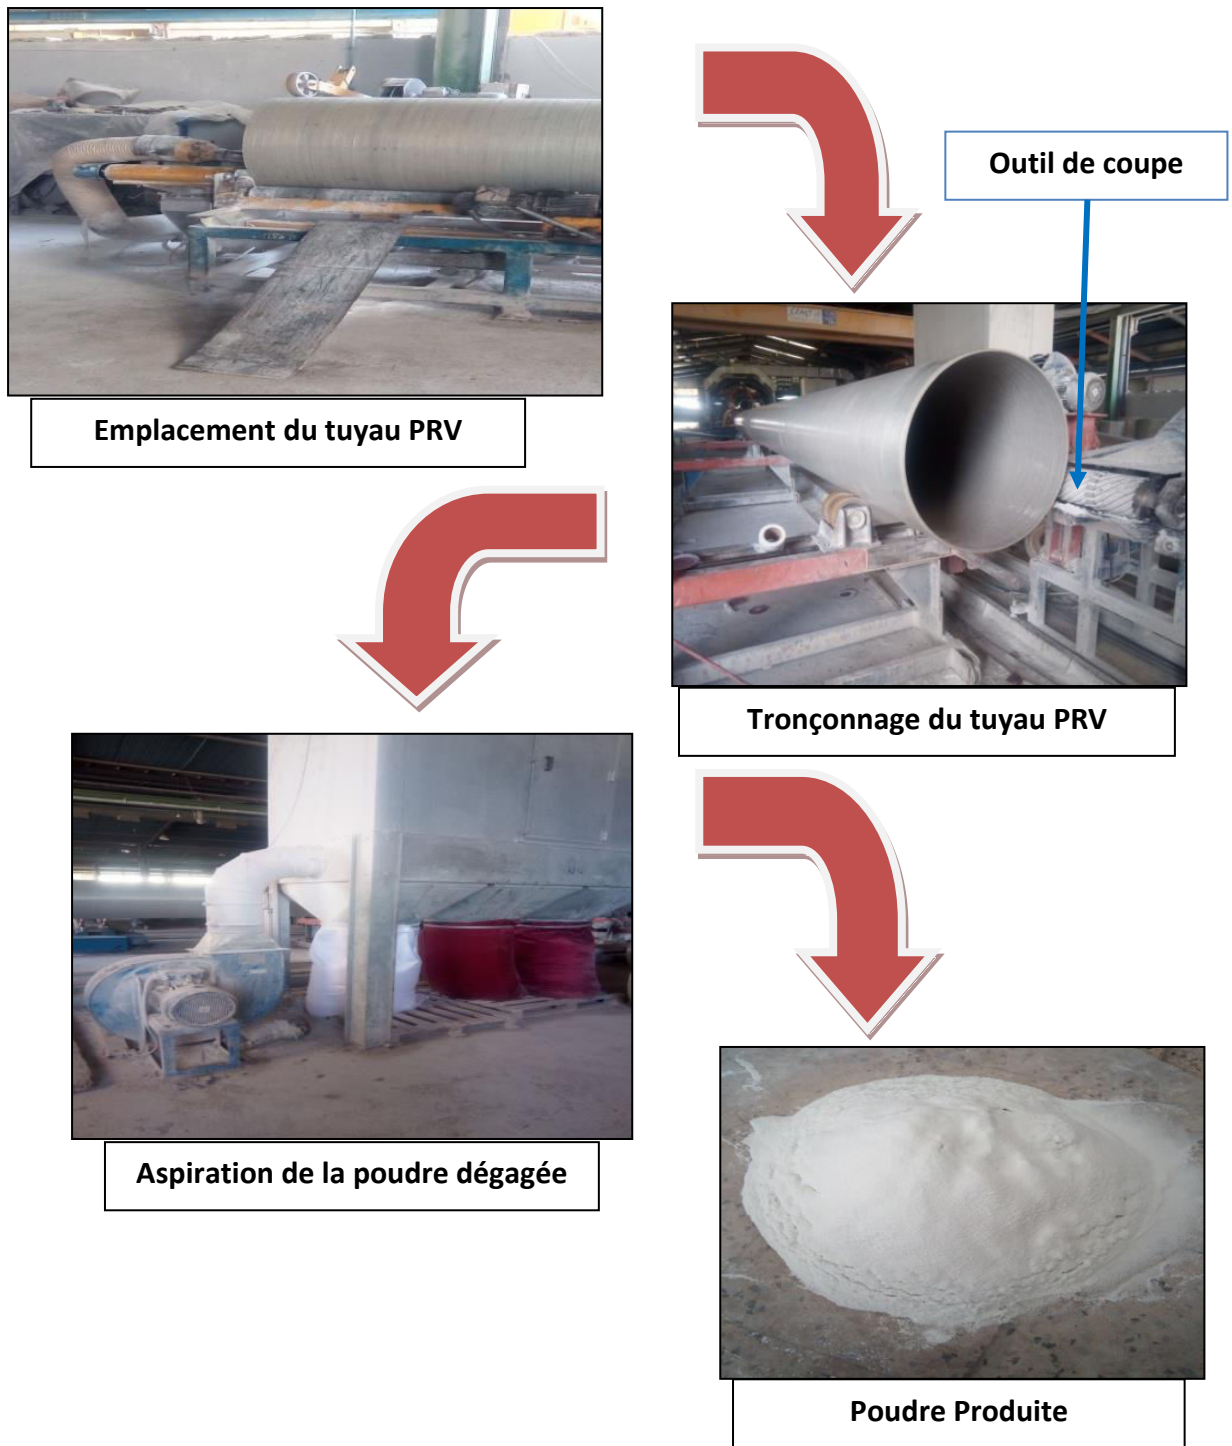 Outil de coupe
Emplacement du tuyau PRV
Tronçonnage du tuyau PRV
Aspiration de la poudre dégagée
Poudre Produite